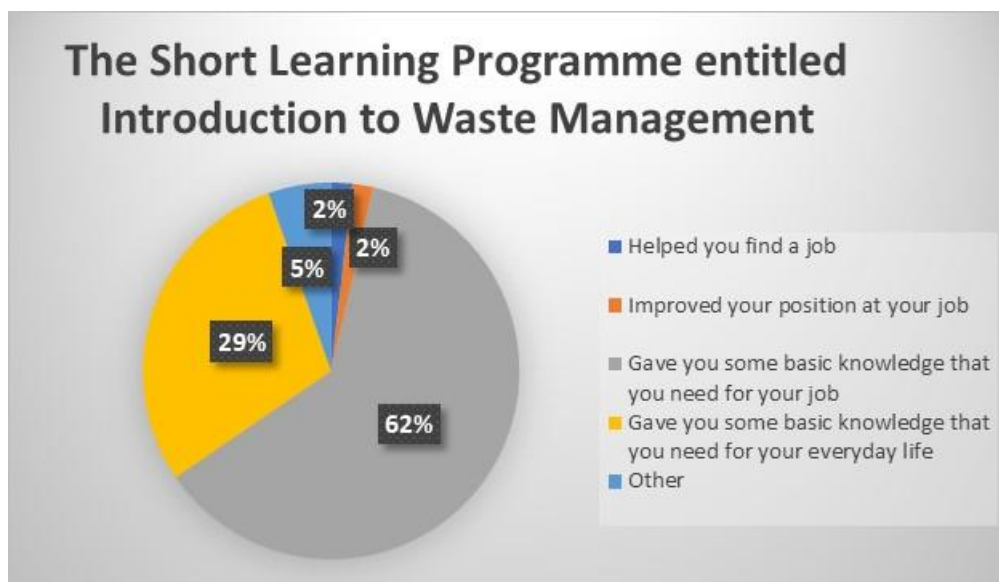 The Short Learning Programme entitled
Introduction to Waste Management
2%
2%
5%
29%
62%
Helped you find a job
Improved your position at your job
Gave you some basic knowledge that
you need for your job
Gave you some basic knowledge that
you need for your everyday life
Other